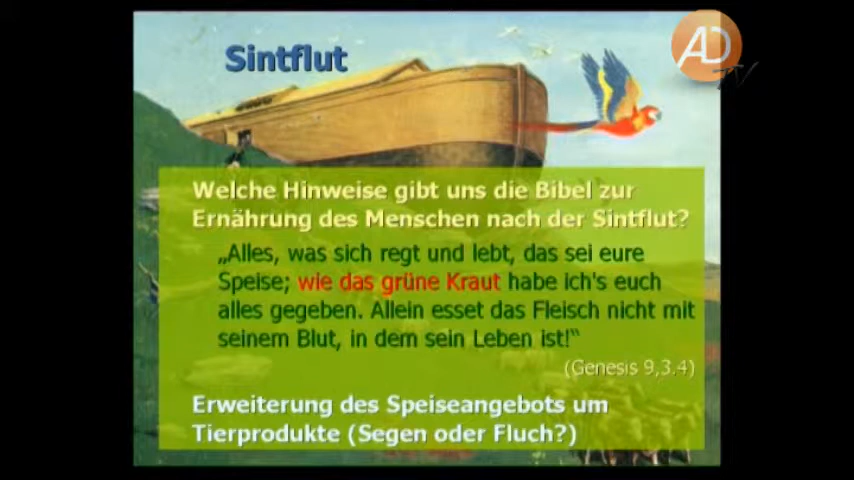 AD
TV
Sintflut
Welche Hinweise gibt uns die Bibel zur
Ernährung des Menschen nach der Sintflut?
„Alles, was sich regt und lebt, das sei eure
Speise; wie das grüne Kraut habe ich's euch
alles gegeben. Allein esset das Fleisch nicht mit
seinem Blut, in dem sein Leben ist!“
(Genesis 9,3.4)
Erweiterung des Speiseangebots um
Tierprodukte (Segen oder Fluch?)